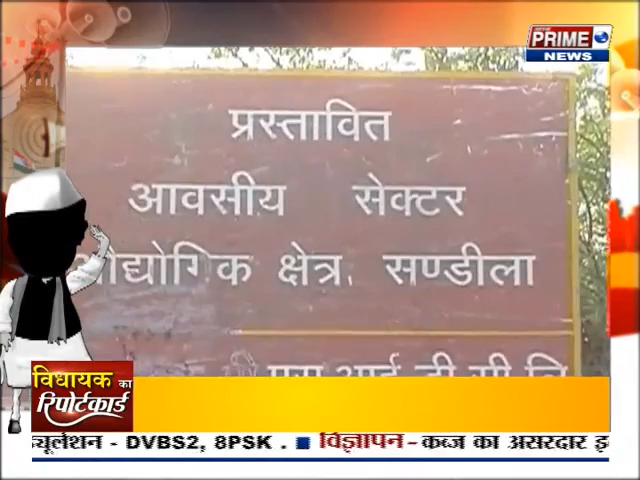 PRIME
NEWS
प्रस्तावित
आवसीय सेक्टर
औद्योगिक क्षेत्र, सण्डीला
विधायक का
रिपोर्टकार्ड
- DVBS2, 8PSK . ■ विज्ञापन - कब्ज का असरदार